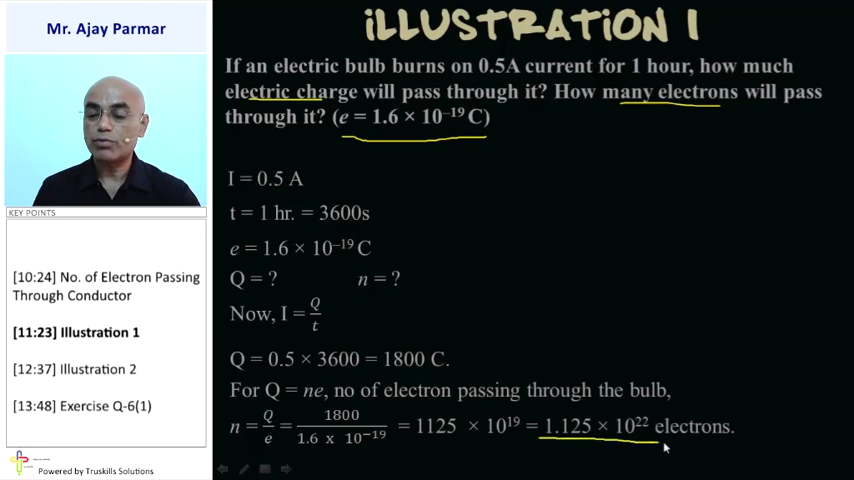 Mr. Ajay Parmar
ILLUSTRATION 1
If an electric bulb burns on 0.5A current for 1 hour, how much
electric charge will pass through it? How many electrons will pass
through it? (e = 1.6 × 10⁻¹⁹ C)
I = 0.5 A
t = 1 hr. = 3600s
e = 1.6 × 10⁻¹⁹ C
Q = ? n = ?
Now, I = Q/t
Q = 0.5 × 3600 = 1800 C.
For Q = ne, no of electron passing through the bulb,
n = Q/e = 1800/(1.6 x 10⁻¹⁹) = 1125 × 10¹⁹ = 1.125 × 10²² electrons.
KEY POINTS
[10:24] No. of Electron Passing
Through Conductor
[11:23] Illustration 1
[12:37] Illustration 2
[13:48] Exercise Q-6(1)
Powered by Truskills Solutions